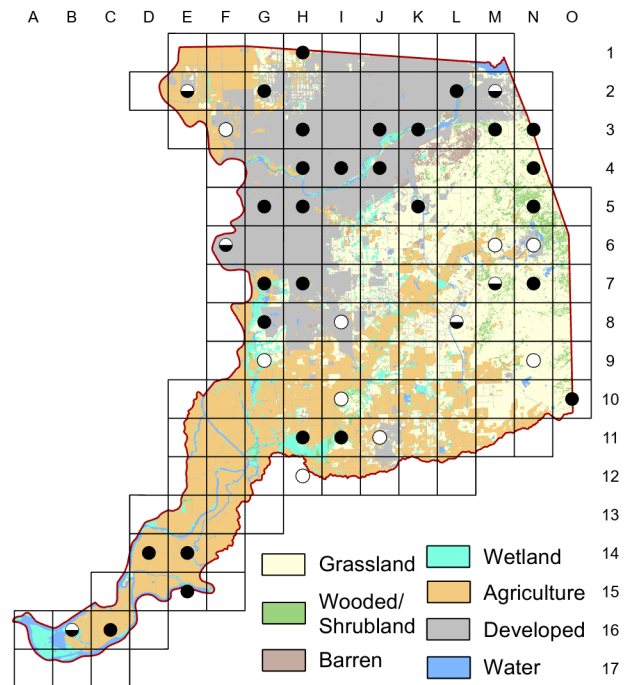 A B C D E F G H I J K L M N O
1
2
3
4
5
6
7
8
9
10
11
12
13
14
15
16
17
Grassland
Wooded/
Shrubland
Barren
Wetland
Agriculture
Developed
Water